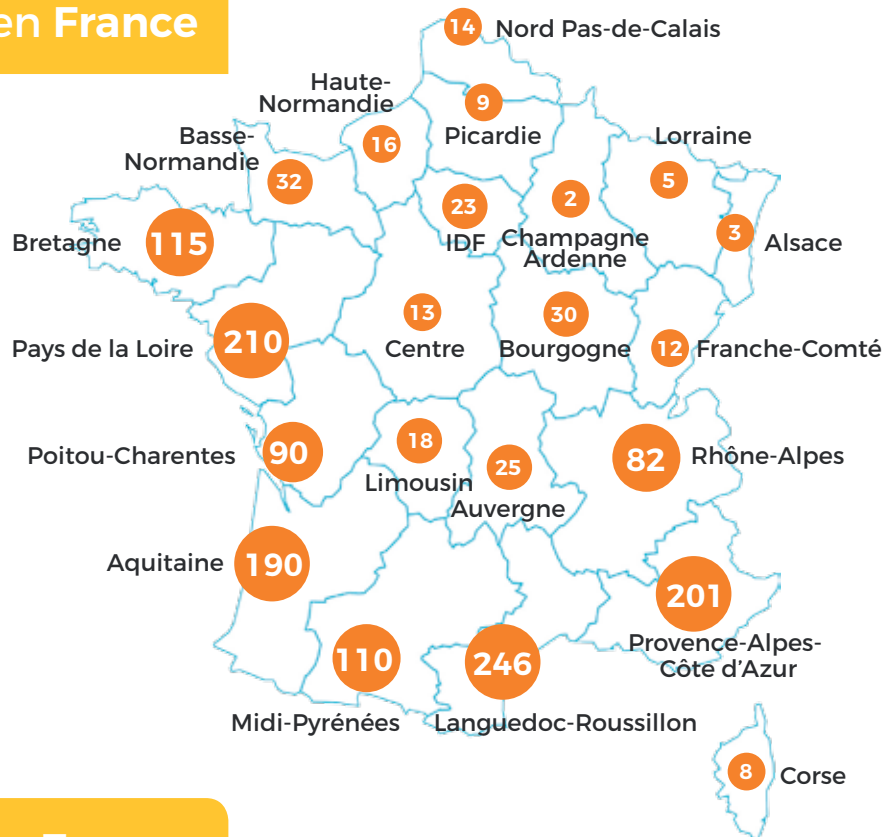 en France
14 Nord Pas-de-Calais
Haute-
Normandie
9
Picardie
16
Basse-
Normandie
32
Lorraine
5
23
IDF
2
Champagne
Ardenne
3 Alsace
Bretagne 115
13
Centre
30
Bourgogne
12 Franche-Comté
Pays de la Loire 210
Poitou-Charentes 90
18
Limousin
25
Auvergne
82 Rhône-Alpes
Aquitaine 190
201
Provence-Alpes-
Côte d'Azur
110
Midi-Pyrénées
246
Languedoc-Roussillon
8 Corse